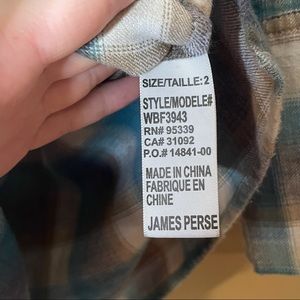 SIZE/TAILLE: 2
STYLE/MODELE#
WBF3943
RN# 95339
CA# 31092
P.O.# 14841-00
MADE IN CHINA
FABRIQUE EN
CHINE
JAMES PERSE